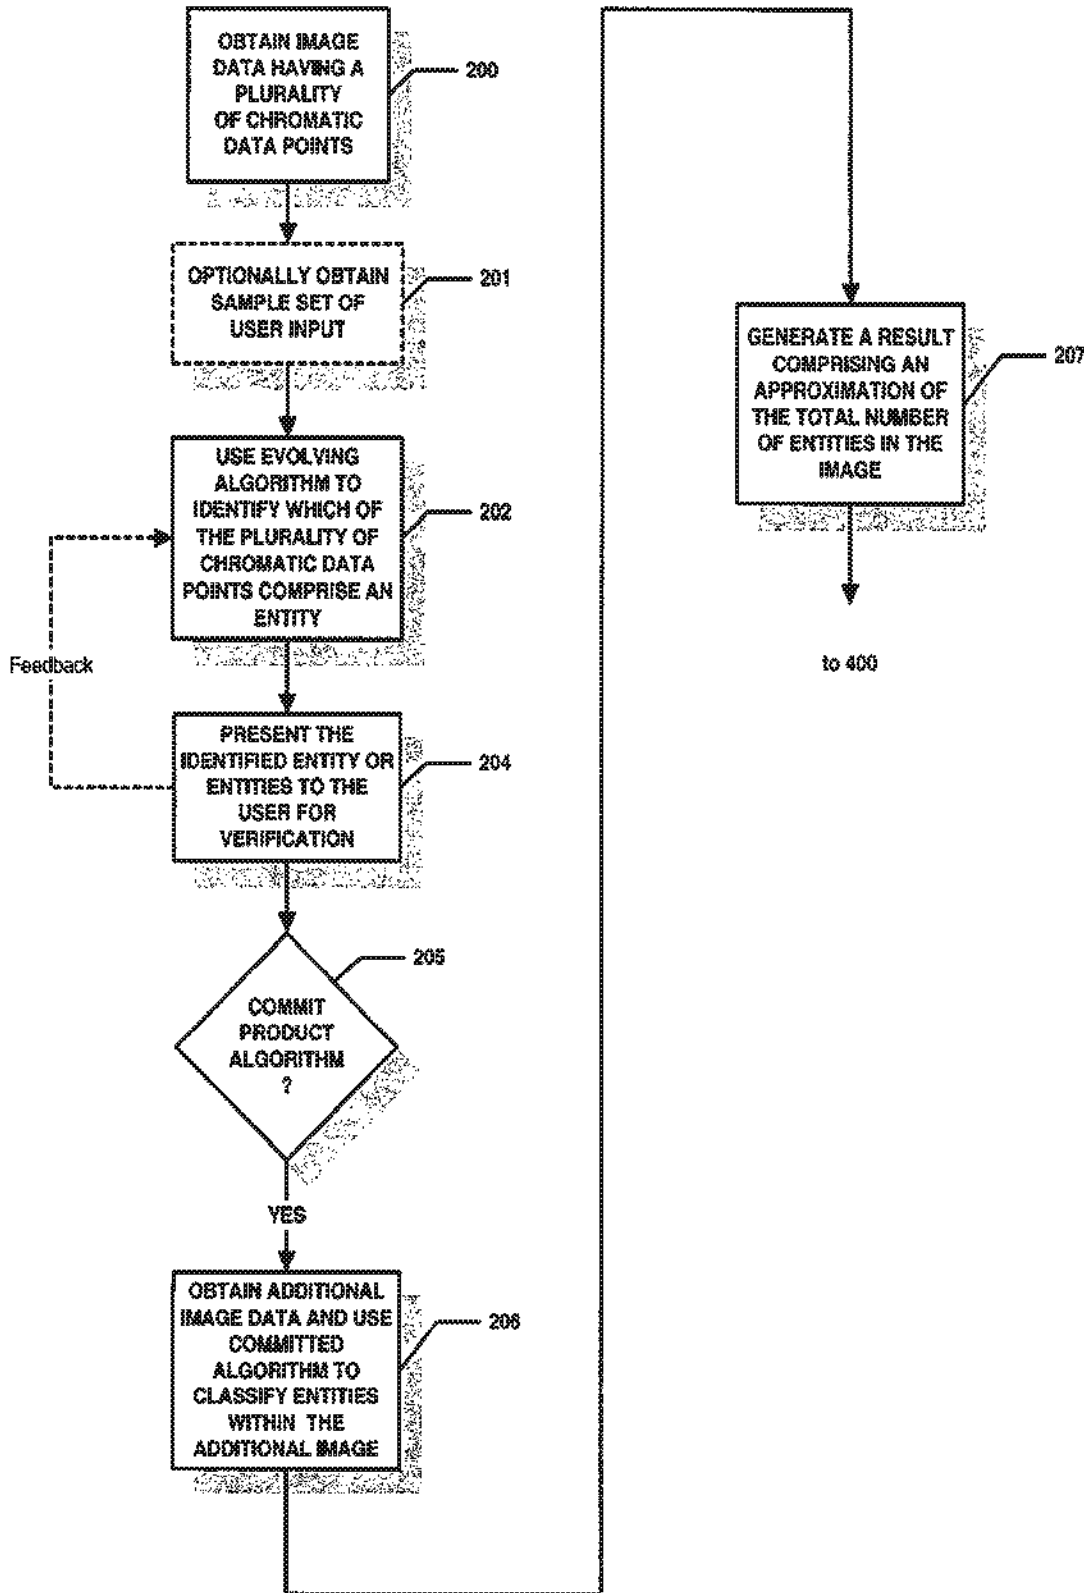 OBTAIN IMAGE
DATA HAVING A
PLURALITY
OF CHROMATIC
DATA POINTS
200
OPTIONALLY OBTAIN
SAMPLE SET OF
USER INPUT
201
USE EVOLVING
ALGORITHM TO
IDENTIFY WHICH OF
THE PLURALITY OF
CHROMATIC DATA
POINTS COMPRISE AN
ENTITY
202
Feedback
PRESENT THE
IDENTIFIED ENTITY OR
ENTITIES TO THE
USER FOR
VERIFICATION
204
COMMIT
PRODUCT
ALGORITHM
?
205
YES
OBTAIN ADDITIONAL
IMAGE DATA AND USE
COMMITTED
ALGORITHM TO
CLASSIFY ENTITIES
WITHIN THE
ADDITIONAL IMAGE
206
GENERATE A RESULT
COMPRISING AN
APPROXIMATION OF
THE TOTAL NUMBER
OF ENTITIES IN THE
IMAGE
207
to 400